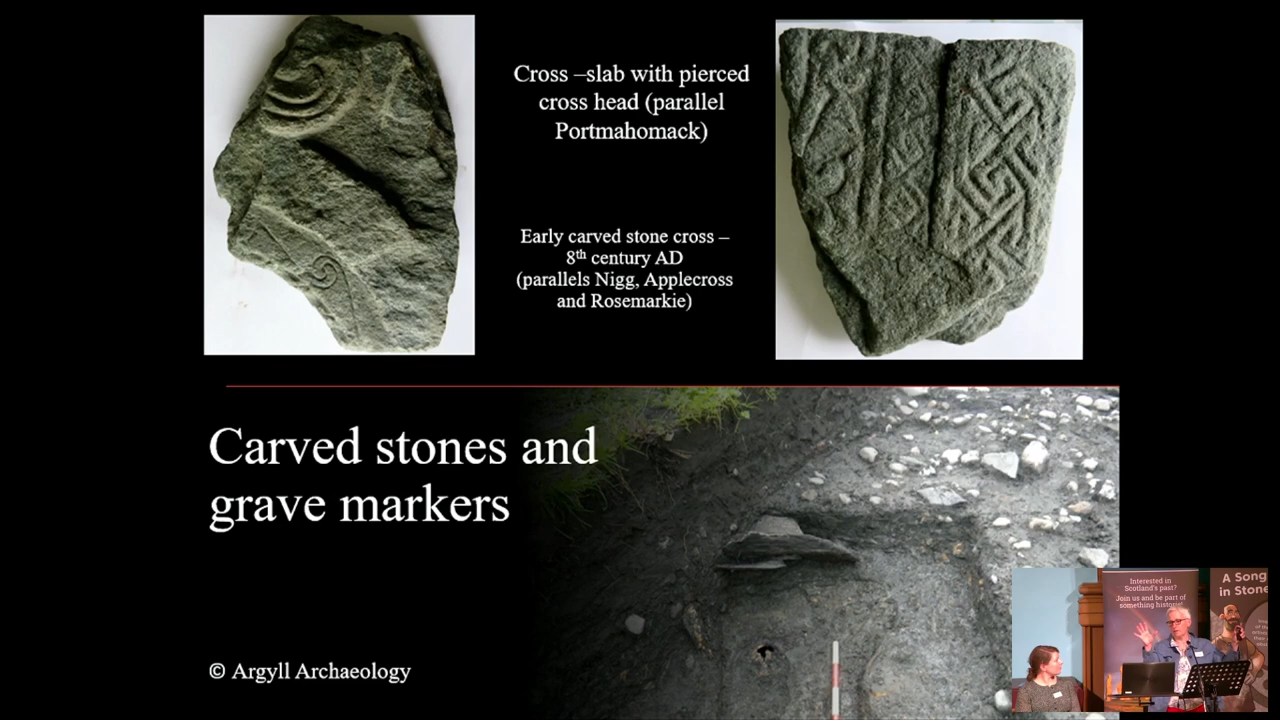 Cross –slab with pierced
cross head (parallel
Portmahomack)
Early carved stone cross –
8th century AD
(parallels Nigg, Applecross
and Rosemarkie)
Carved stones and
grave markers
© Argyll Archaeology
Interested in
Scotland's past?
Join us and be part of
something historic!
A Song
in Stone